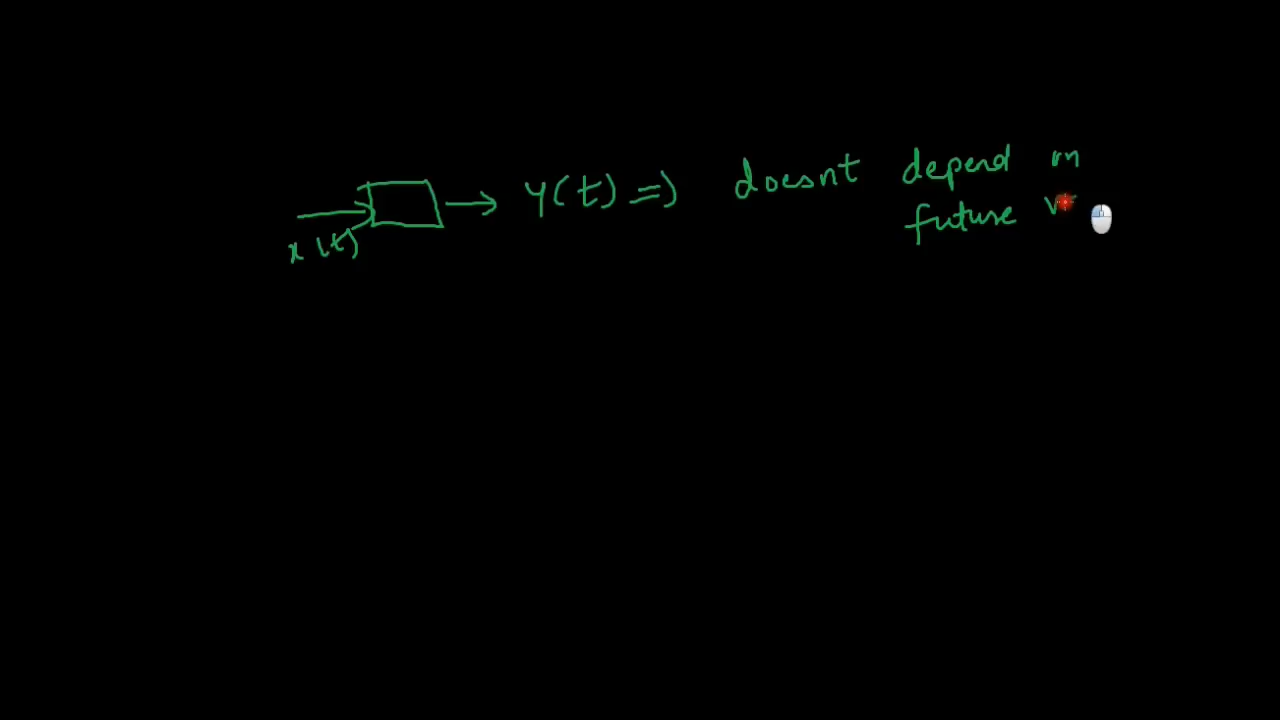 x(t) → y(t) ⇒ doesnt depend on
future